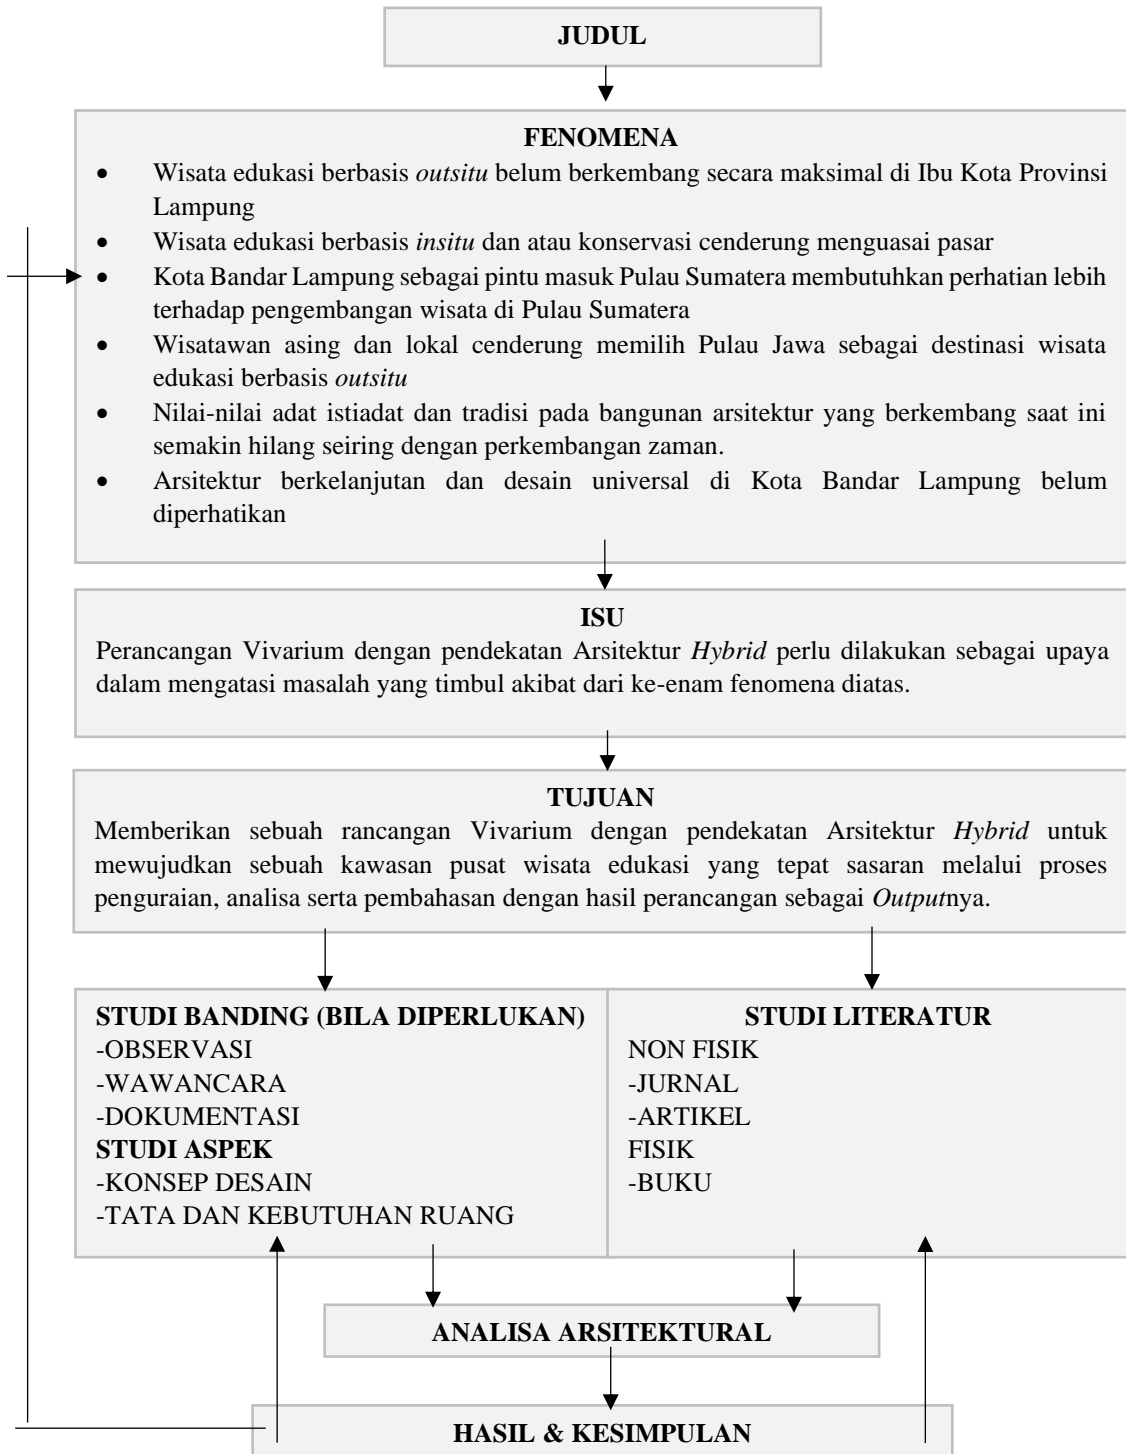 JUDUL
FENOMENA
• Wisata edukasi berbasis outsitu belum berkembang secara maksimal di Ibu Kota Provinsi
Lampung
• Wisata edukasi berbasis insitu dan atau konservasi cenderung menguasai pasar
• Kota Bandar Lampung sebagai pintu masuk Pulau Sumatera membutuhkan perhatian lebih
terhadap pengembangan wisata di Pulau Sumatera
• Wisatawan asing dan lokal cenderung memilih Pulau Jawa sebagai destinasi wisata
edukasi berbasis outsitu
• Nilai-nilai adat istiadat dan tradisi pada bangunan arsitektur yang berkembang saat ini
semakin hilang seiring dengan perkembangan zaman.
• Arsitektur berkelanjutan dan desain universal di Kota Bandar Lampung belum
diperhatikan
ISU
Perancangan Vivarium dengan pendekatan Arsitektur Hybrid perlu dilakukan sebagai upaya
dalam mengatasi masalah yang timbul akibat dari ke-enam fenomena diatas.
TUJUAN
Memberikan sebuah rancangan Vivarium dengan pendekatan Arsitektur Hybrid untuk
mewujudkan sebuah kawasan pusat wisata edukasi yang tepat sasaran melalui proses
penguraian, analisa serta pembahasan dengan hasil perancangan sebagai Outputnya.
STUDI BANDING (BILA DIPERLUKAN)
-OBSERVASI
-WAWANCARA
-DOKUMENTASI
STUDI ASPEK
-KONSEP DESAIN
-TATA DAN KEBUTUHAN RUANG
STUDI LITERATUR
NON FISIK
-JURNAL
-ARTIKEL
FISIK
-BUKU
ANALISA ARSITEKTURAL
HASIL & KESIMPULAN